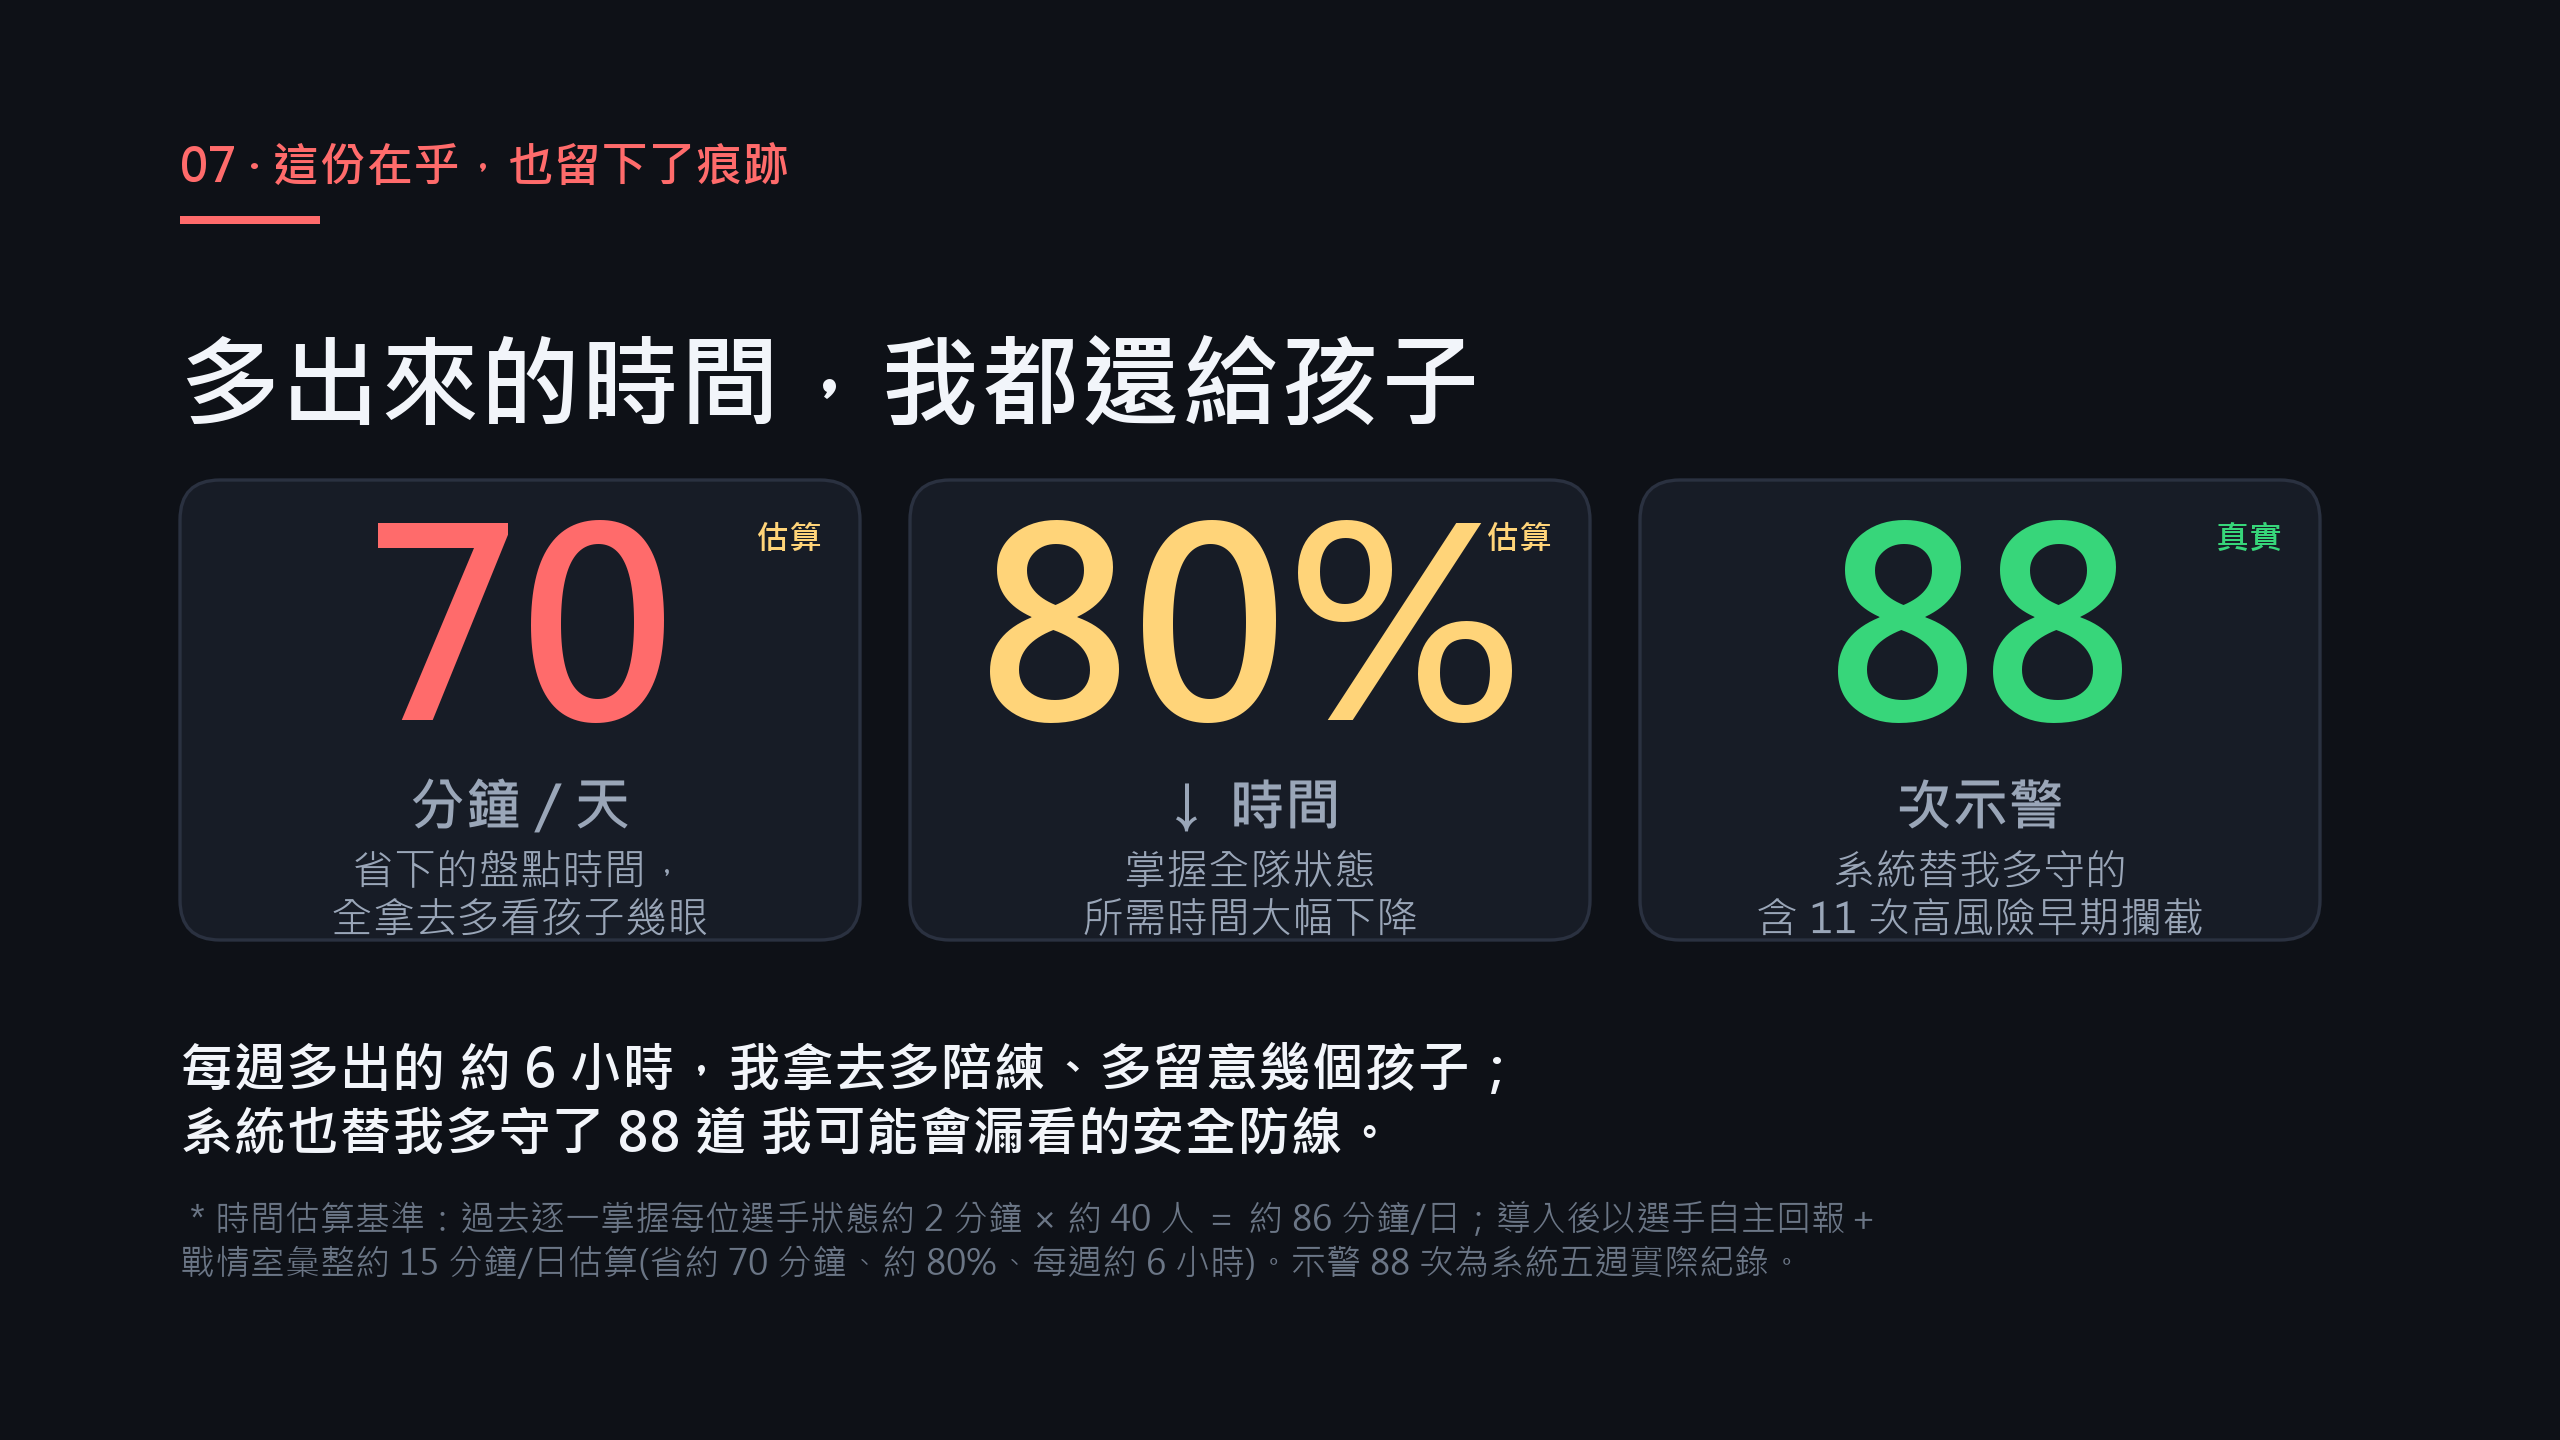 07 · 這份在乎，也留下了痕跡
多出來的時間，我都還給孩子
70
估算
分鐘 / 天
省下的盤點時間，
全拿去多看孩子幾眼
80%
估算
↓ 時間
掌握全隊狀態
所需時間大幅下降
88
真實
次示警
系統替我多守的
含 11 次高風險早期攔截
每週多出的 約 6 小時，我拿去多陪練、多留意幾個孩子；
系統也替我多守了 88 道 我可能會漏看的安全防線。
* 時間估算基準：過去逐一掌握每位選手狀態約 2 分鐘 × 約 40 人 = 約 86 分鐘/日；導入後以選手自主回報 +
戰情室彙整約 15 分鐘/日估算(省約 70 分鐘、約 80%、每週約 6 小時)。示警 88 次為系統五週實際紀錄。